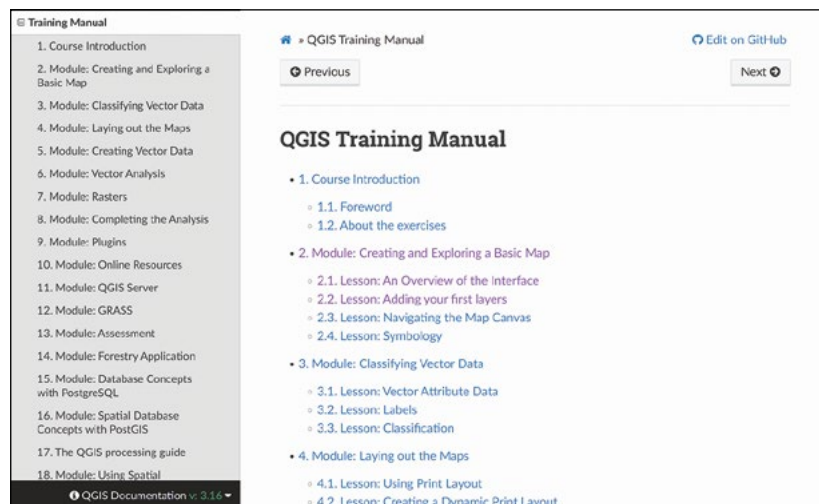 Training Manual
1. Course Introduction
2. Module: Creating and Exploring a
Basic Map
3. Module: Classifying Vector Data
4. Module: Laying out the Maps
5. Module: Creating Vector Data
6. Module: Vector Analysis
7. Module: Rasters
8. Module: Completing the Analysis
9. Module: Plugins
10. Module: Online Resources
11. Module: QGIS Server
12. Module: GRASS
13. Module: Assessment
14. Module: Forestry Application
15. Module: Database Concepts
with PostgreSQL
16. Module: Spatial Database
Concepts with PostGIS
17. The QGIS processing guide
18. Module: Using Spatial
QGIS Documentation v: 3.16
» QGIS Training Manual
Edit on GitHub
Previous
Next
QGIS Training Manual
• 1. Course Introduction
◦ 1.1. Foreword
◦ 1.2. About the exercises
• 2. Module: Creating and Exploring a Basic Map
◦ 2.1. Lesson: An Overview of the Interface
◦ 2.2. Lesson: Adding your first layers
◦ 2.3. Lesson: Navigating the Map Canvas
◦ 2.4. Lesson: Symbology
• 3. Module: Classifying Vector Data
◦ 3.1. Lesson: Vector Attribute Data
◦ 3.2. Lesson: Labels
◦ 3.3. Lesson: Classification
• 4. Module: Laying out the Maps
◦ 4.1. Lesson: Using Print Layout
◦ 4.2. Lesson: Creating a Dynamic Print Layout